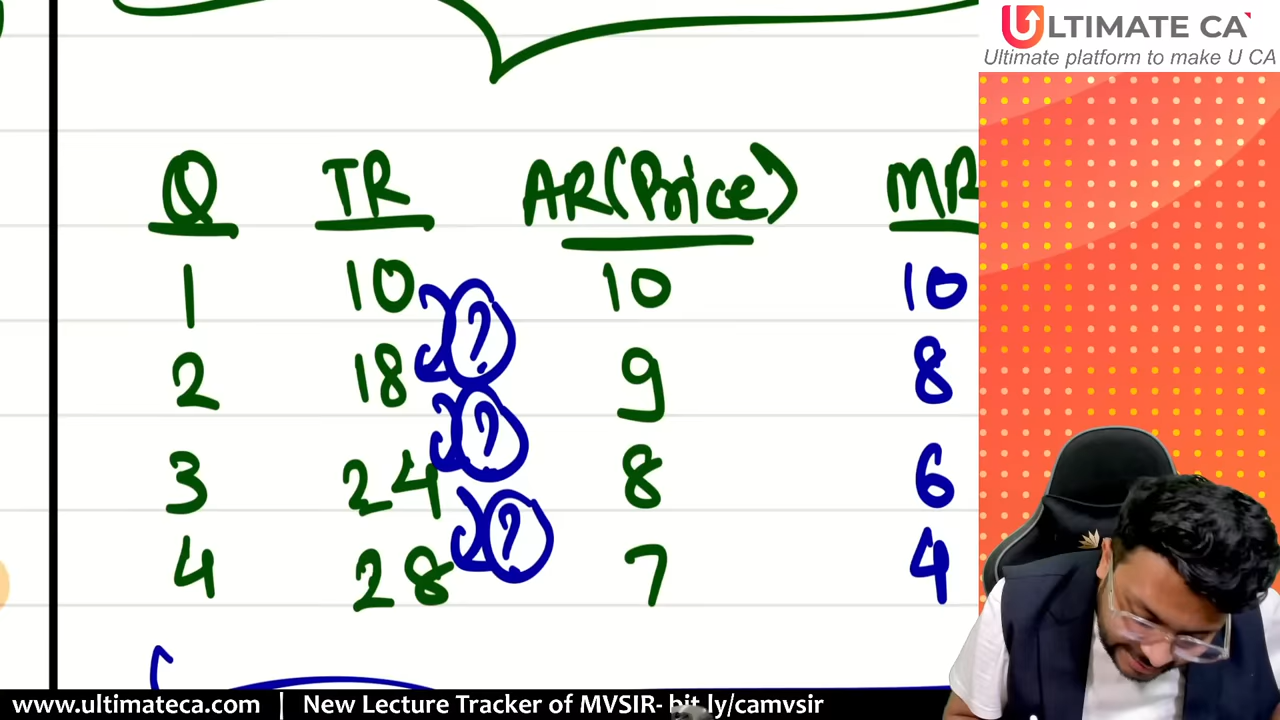 ULTIMATE CA
Ultimate platform to make U CA
Q TR AR(Price) MR
1 10 10 10
?
2 18 9 8
?
3 24 8 6
?
4 28 7 4
www.ultimateca.com | New Lecture Tracker of MVSIR- bit.ly/camvsir